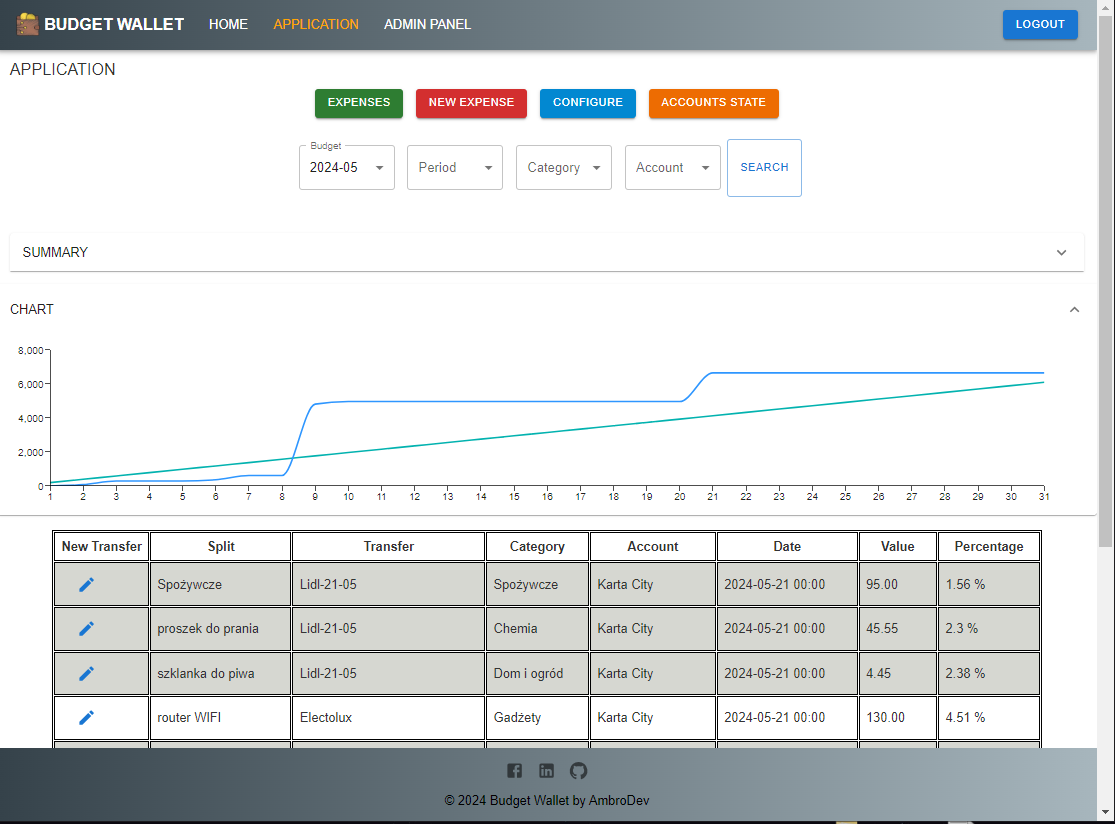 BUDGET WALLET HOME APPLICATION ADMIN PANEL LOGOUT
APPLICATION
EXPENSES NEW EXPENSE CONFIGURE ACCOUNTS STATE
Budget
2024-05 Period Category Account SEARCH
SUMMARY
CHART
8,000
6,000
4,000
2,000
0
1 2 3 4 5 6 7 8 9 10 11 12 13 14 15 16 17 18 19 20 21 22 23 24 25 26 27 28 29 30 31
New Transfer Split Transfer Category Account Date Value Percentage
Spożywcze Lidl-21-05 Spożywcze Karta City 2024-05-21 00:00 95.00 1.56 %
proszek do prania Lidl-21-05 Chemia Karta City 2024-05-21 00:00 45.55 2.3 %
szklanka do piwa Lidl-21-05 Dom i ogród Karta City 2024-05-21 00:00 4.45 2.38 %
router WIFI Electolux Gadżety Karta City 2024-05-21 00:00 130.00 4.51 %
© 2024 Budget Wallet by AmbroDev